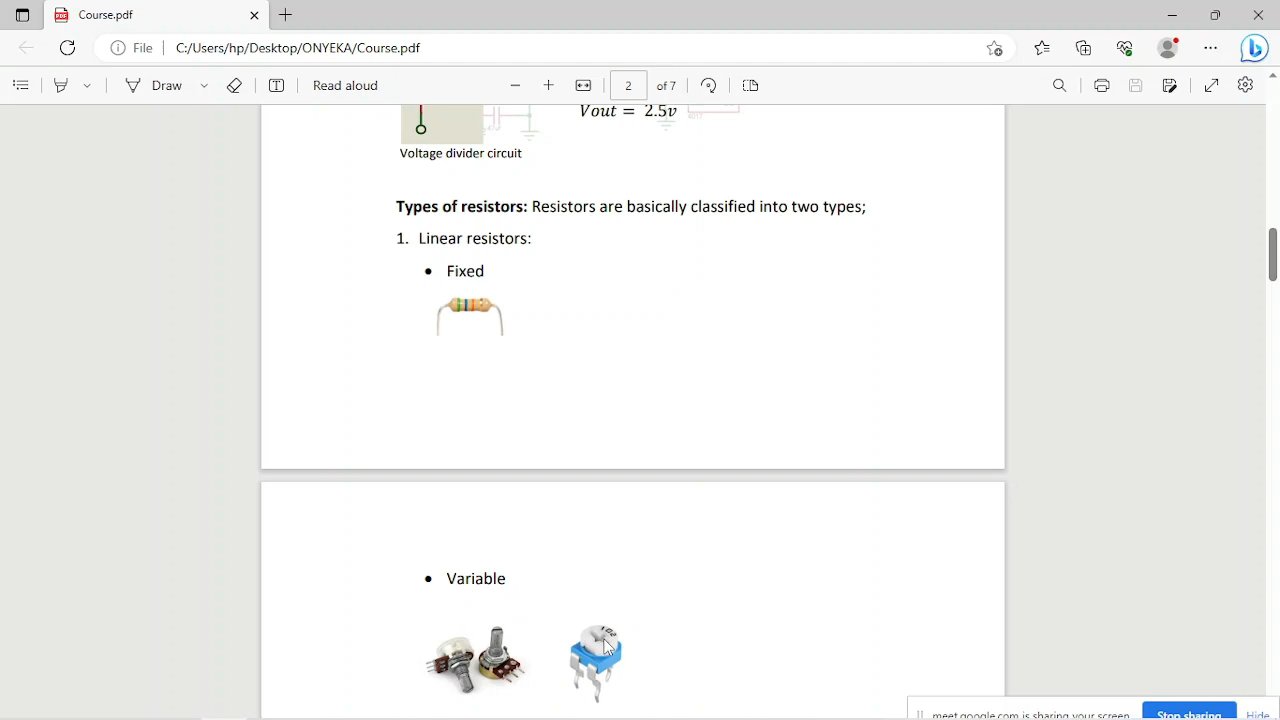 Course.pdf
File
C:/Users/hp/Desktop/ONYEKA/Course.pdf
Draw
Read aloud
2 of 7
Vout = 2.5v
Voltage divider circuit
Types of resistors: Resistors are basically classified into two types;
1. Linear resistors:
• Fixed
• Variable
102
meet.google.com is sharing your screen.
Stop sharing
Hide